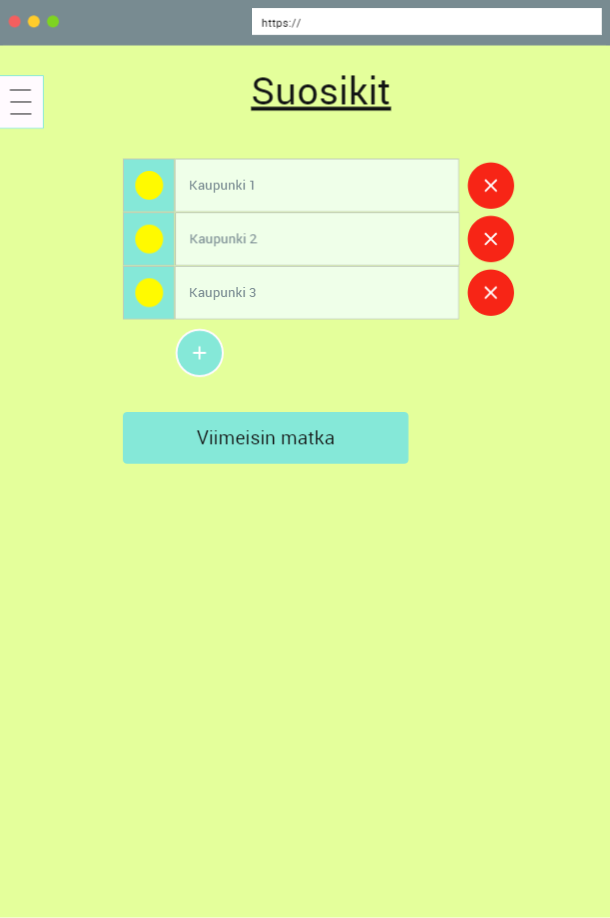 https://
Suosikit
Kaupunki 1
Kaupunki 2
Kaupunki 3
+
Viimeisin matka